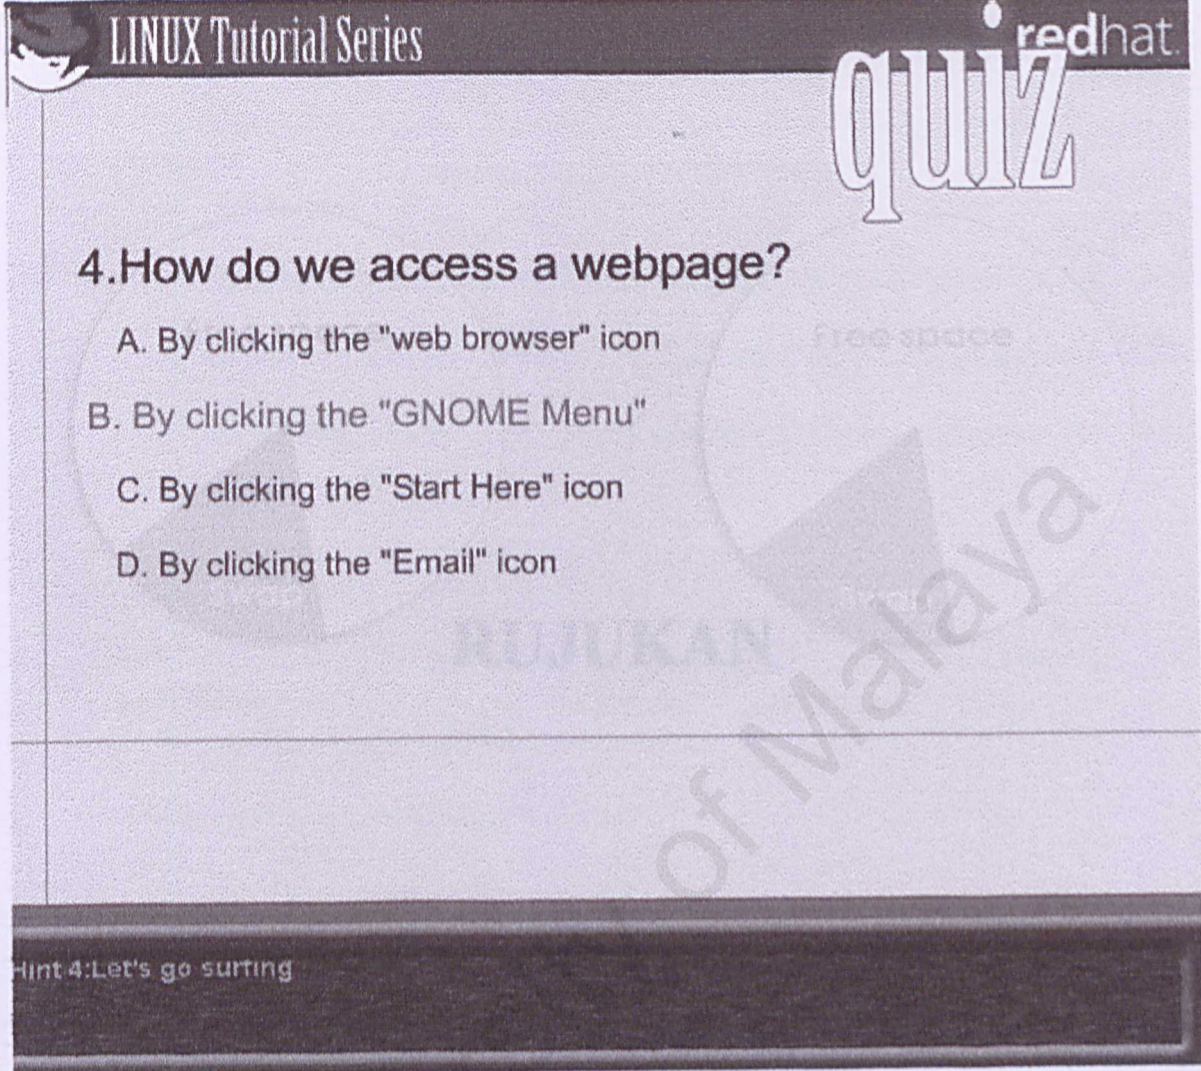 LINUX Tutorial Series
redhat.
quiz
4.How do we access a webpage?
A. By clicking the "web browser" icon
Free space
B. By clicking the "GNOME Menu"
C. By clicking the "Start Here" icon
D. By clicking the "Email" icon
RUJUKAN
of Malaya
Hint 4:Let's go surfing